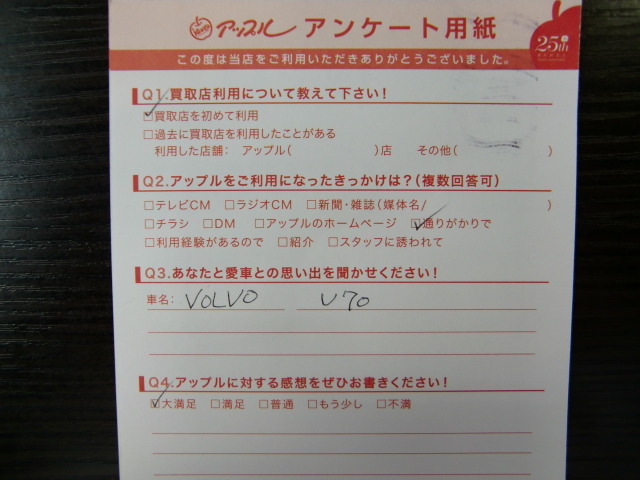 アップル アンケート用紙
25th
この度は当店をご利用いただきありがとうございました。
Q1.買取店利用について教えて下さい！
☑買取店を初めて利用
□過去に買取店を利用したことがある
利用した店舗： アップル（ ）店 その他（ ）
Q2.アップルをご利用になったきっかけは？（複数回答可）
□テレビCM □ラジオCM □新聞・雑誌（媒体名/ ）
□チラシ □DM □アップルのホームページ ☑通りがかりで
□利用経験があるので □紹介 □スタッフに誘われて
Q3.あなたと愛車との思い出を聞かせてください！
車名： VOLVO V70
Q4.アップルに対する感想をぜひお書きください！
☑大満足 □満足 □普通 □もう少し □不満